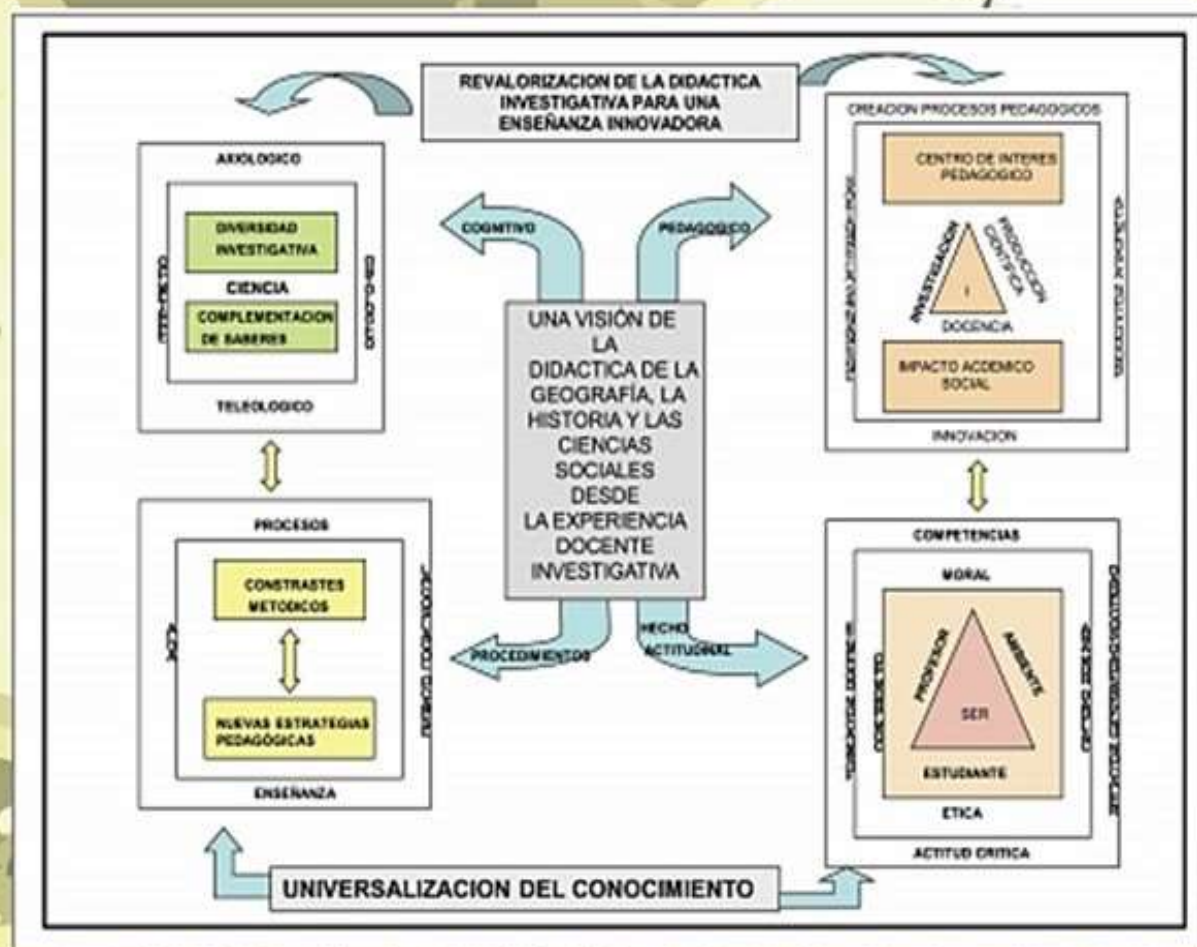 REVALORIZACION DE LA DIDACTICA
INVESTIGATIVA PARA UNA
ENSEÑANZA INNOVADORA
AXIOLOGICO
DIVERSIDAD
INVESTIGATIVA
CIENCIA
COMPLEMENTACION
DE SABERES
TELEOLOGICO
COGNITIVO
PEDAGOGICO
CREACION PROCESOS PEDAGOGICOS
CENTRO DE INTERES
PEDAGOGICO
INVESTIGACION
PRODUCCION
CIENTIFICA
I
DOCENCIA
IMPACTO ACDEMICO
SOCIAL
INNOVACION
UNA VISIÓN DE
LA
DIDACTICA DE LA
GEOGRAFÍA, LA
HISTORIA Y LAS
CIENCIAS
SOCIALES
DESDE
LA EXPERIENCIA
DOCENTE
INVESTIGATIVA
PROCESOS
CONSTRASTES
METODICOS
NUEVAS ESTRATEGIAS
PEDAGÓGICAS
ENSEÑANZA
PROCEDIMIENTOS
HECHO
ACTITUDINAL
COMPETENCIAS
MORAL
PROFESOR
AMBIENTE
SER
ESTUDIANTE
ETICA
ACTITUD CRITICA
UNIVERSALIZACION DEL CONOCIMIENTO